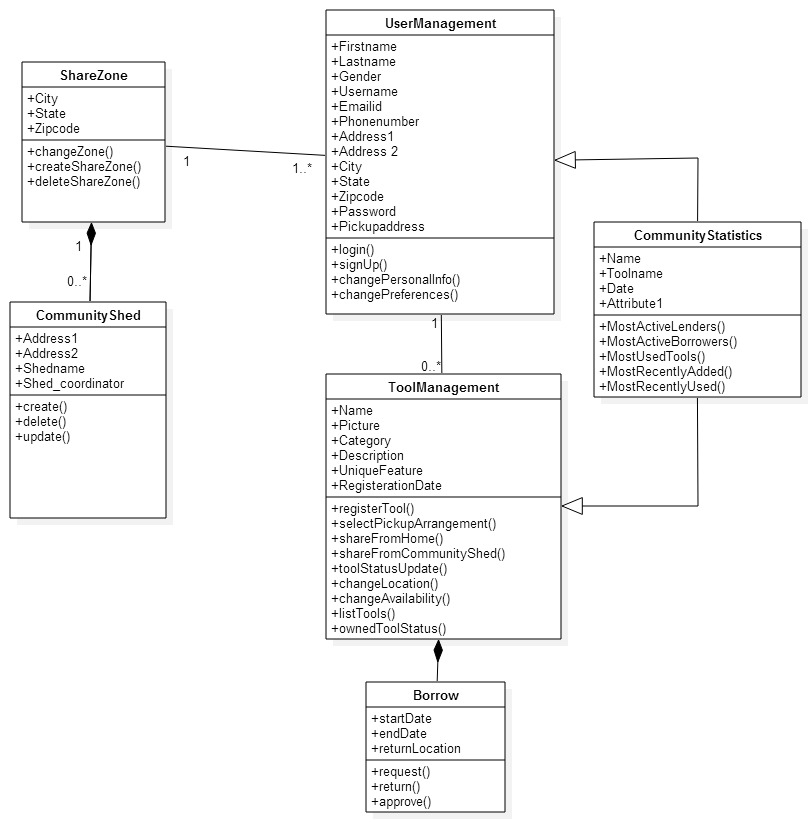 UserManagement
+Firstname
+Lastname
+Gender
+Username
+Emailid
+Phonenumber
+Address1
+Address 2
+City
+State
+Zipcode
+Password
+Pickupaddress
+login()
+signUp()
+changePersonalInfo()
+changePreferences()
ShareZone
+City
+State
+Zipcode
+changeZone()
+createShareZone()
+deleteShareZone()
1
1..*
1
0..*
CommunityShed
+Address1
+Address2
+Shedname
+Shed_coordinator
+create()
+delete()
+update()
CommunityStatistics
+Name
+Toolname
+Date
+Attribute1
+MostActiveLenders()
+MostActiveBorrowers()
+MostUsedTools()
+MostRecentlyAdded()
+MostRecentlyUsed()
1
0..*
ToolManagement
+Name
+Picture
+Category
+Description
+UniqueFeature
+RegisterationDate
+registerTool()
+selectPickupArrangement()
+shareFromHome()
+shareFromCommunityShed()
+toolStatusUpdate()
+changeLocation()
+changeAvailability()
+listTools()
+ownedToolStatus()
Borrow
+startDate
+endDate
+returnLocation
+request()
+return()
+approve()